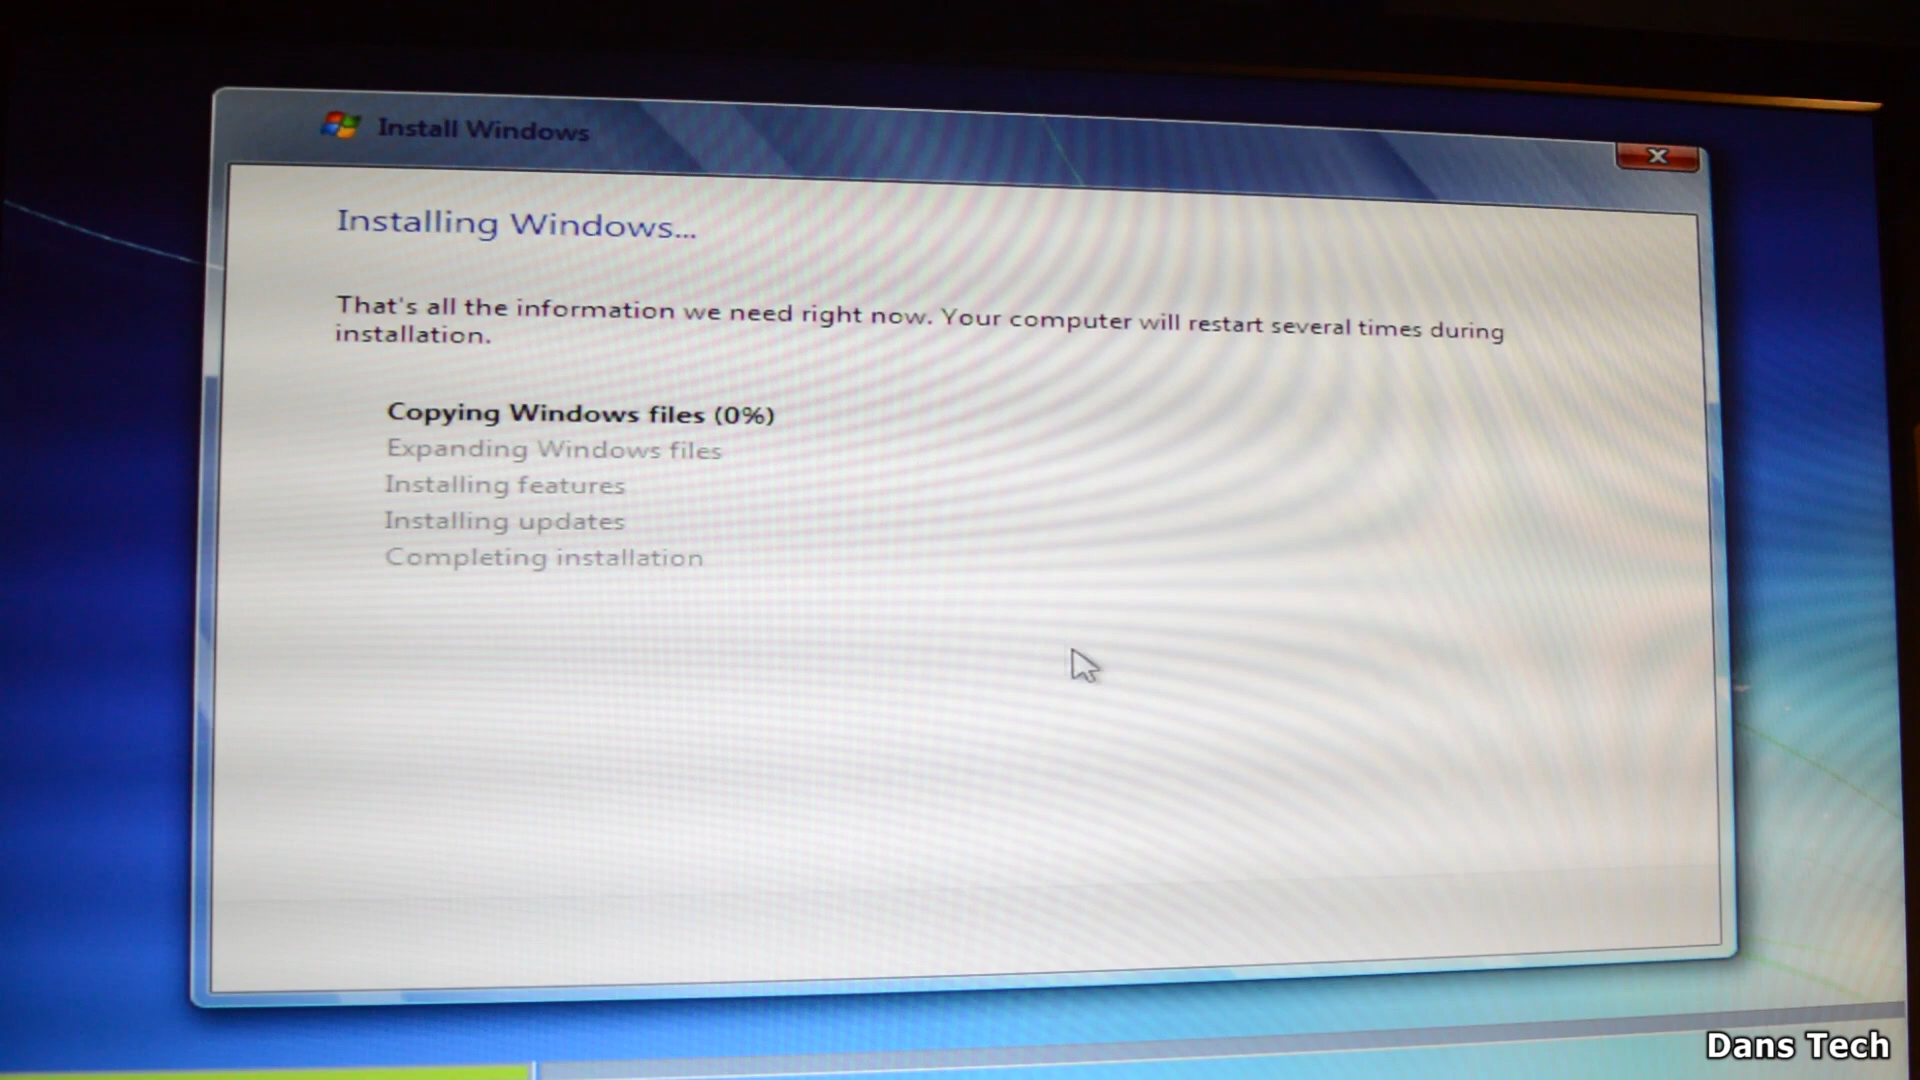 Install Windows
Installing Windows...
That's all the information we need right now. Your computer will restart several times during
installation.
Copying Windows files (0%)
Expanding Windows files
Installing features
Installing updates
Completing installation
Dans Tech